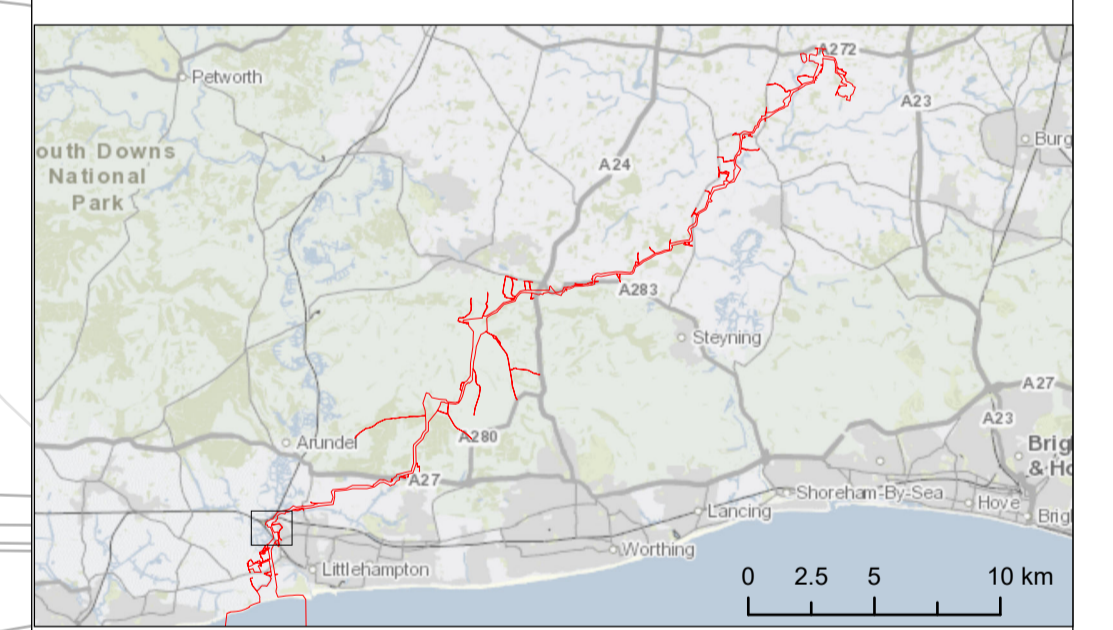 A272
Petworth
A23
Burg
outh Downs
National
Park
A24
A283
Steyning
A27
A23
Arundel
A280
Brig
& Ho
A27
Shoreham-By-Sea
Hove
Lancing
Brig
Worthing
Littlehampton
0 2.5 5 10 km